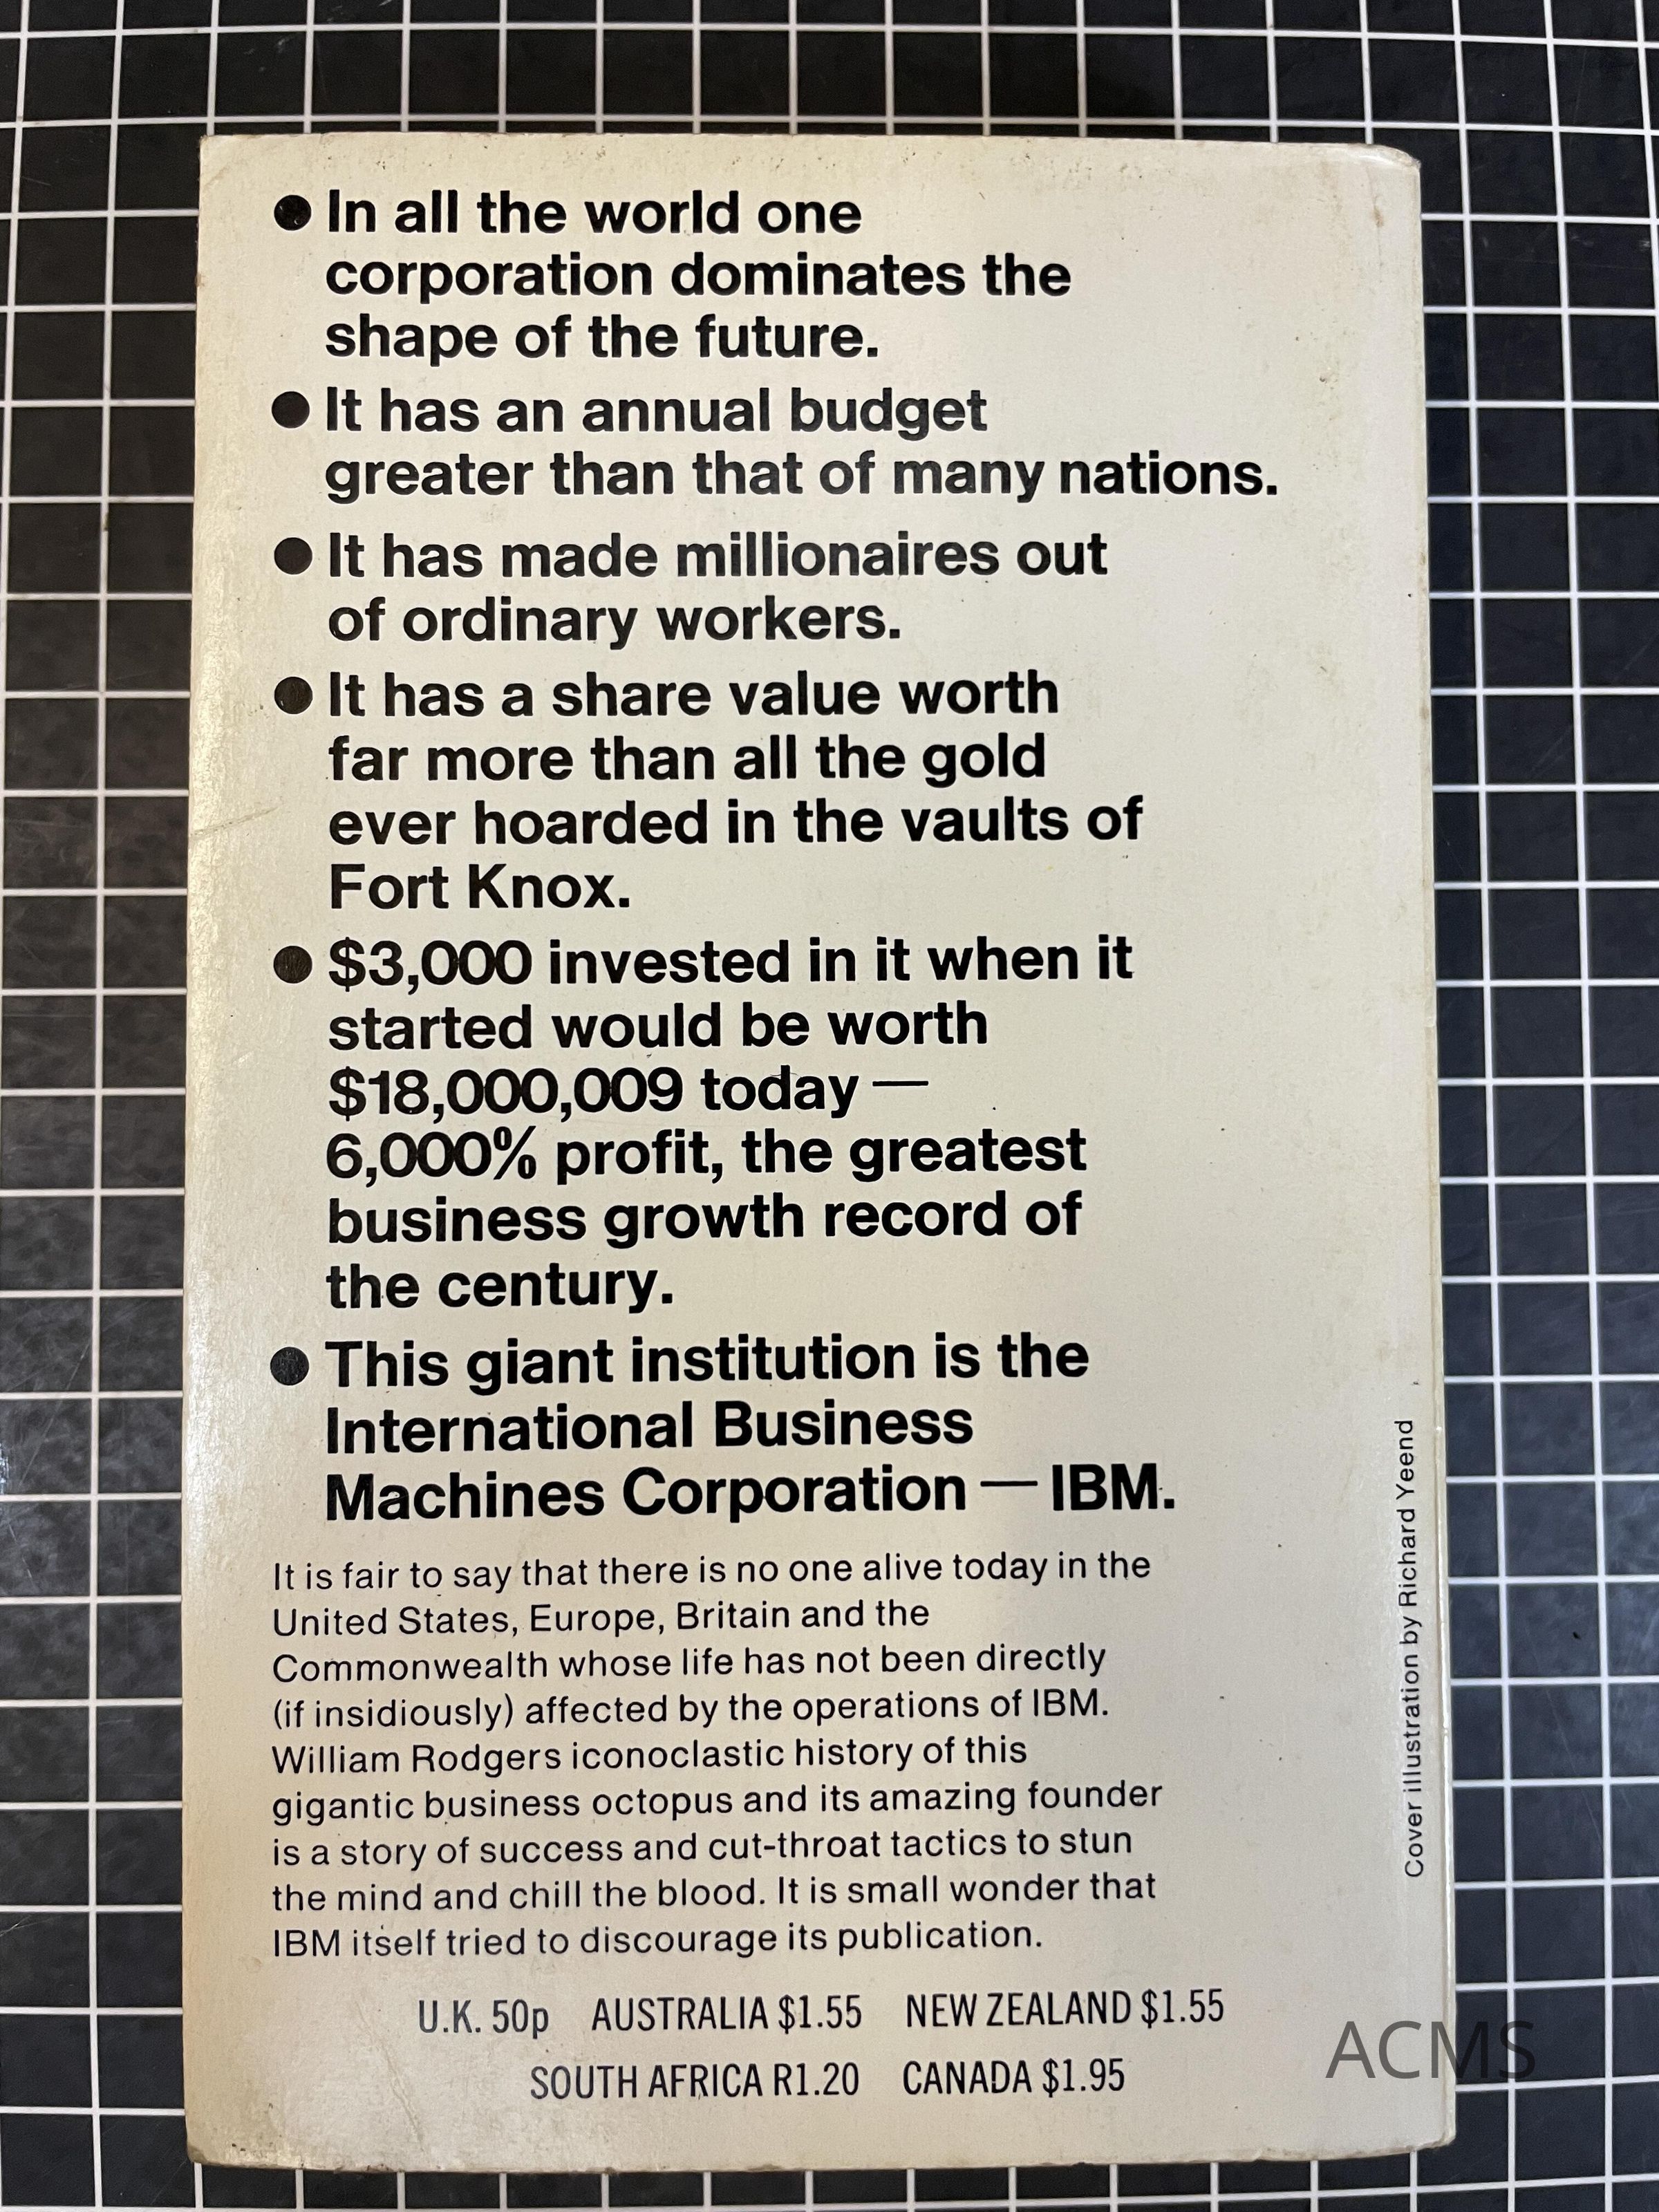 ● In all the world one
corporation dominates the
shape of the future.
● It has an annual budget
greater than that of many nations.
● It has made millionaires out
of ordinary workers.
● It has a share value worth
far more than all the gold
ever hoarded in the vaults of
Fort Knox.
● $3,000 invested in it when it
started would be worth
$18,000,009 today —
6,000% profit, the greatest
business growth record of
the century.
● This giant institution is the
International Business
Machines Corporation — IBM.
It is fair to say that there is no one alive today in the
United States, Europe, Britain and the
Commonwealth whose life has not been directly
(if insidiously) affected by the operations of IBM.
William Rodgers iconoclastic history of this
gigantic business octopus and its amazing founder
is a story of success and cut-throat tactics to stun
the mind and chill the blood. It is small wonder that
IBM itself tried to discourage its publication.
U.K. 50p AUSTRALIA $1.55 NEW ZEALAND $1.55
SOUTH AFRICA R1.20 CANADA $1.95
Cover illustration by Richard Yeend
ACMS